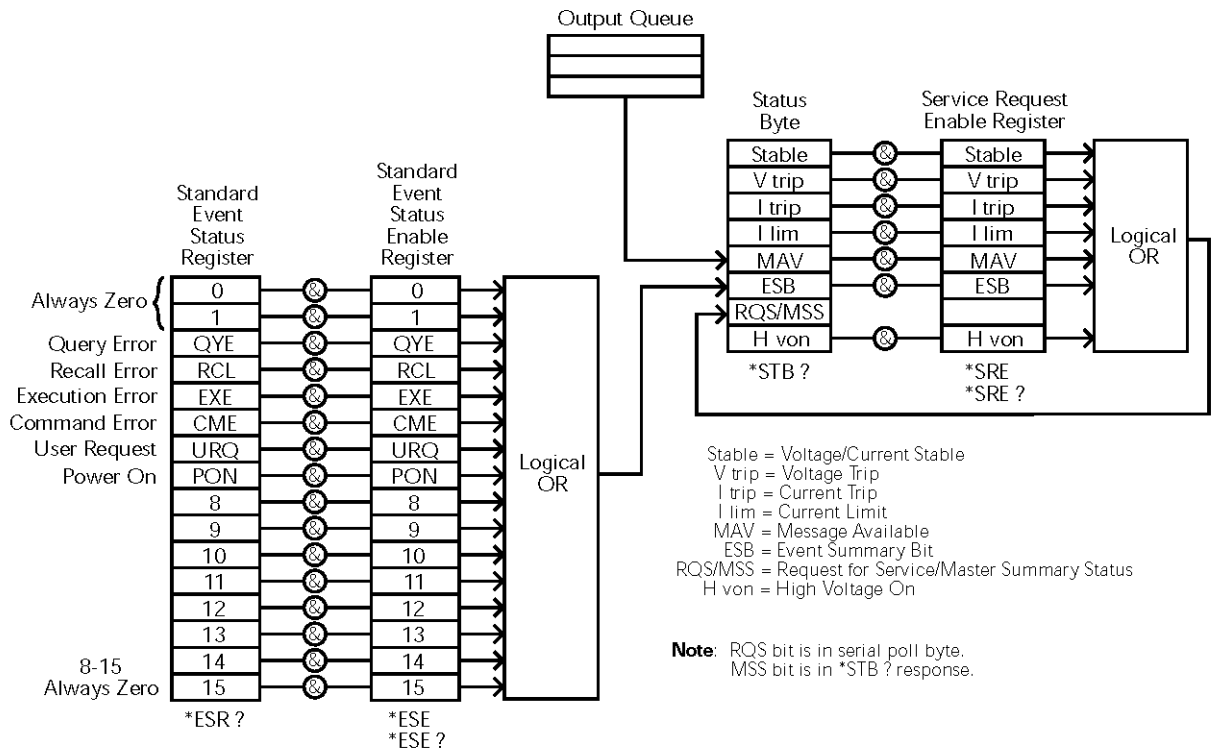 Output Queue
Status
Byte
Service Request
Enable Register
Stable & Stable
V trip & V trip
I trip & I trip
I lim & I lim
MAV & MAV
ESB & ESB
RQS/MSS
H von & H von
Logical
OR
*STB ?
*SRE
*SRE ?
Standard
Event
Status
Register
Standard
Event
Status
Enable
Register
Always Zero
0 & 0
1 & 1
Query Error QYE & QYE
Recall Error RCL & RCL
Execution Error EXE & EXE
Command Error CME & CME
User Request URQ & URQ
Power On PON & PON
8 & 8
9 & 9
10 & 10
11 & 11
12 & 12
13 & 13
14 & 14
15 & 15
8-15
Always Zero
Logical
OR
*ESR ?
*ESE
*ESE ?
Stable = Voltage/Current Stable
V trip = Voltage Trip
I trip = Current Trip
I lim = Current Limit
MAV = Message Available
ESB = Event Summary Bit
RQS/MSS = Request for Service/Master Summary Status
H von = High Voltage On
Note: RQS bit is in serial poll byte.
MSS bit is in *STB ? response.